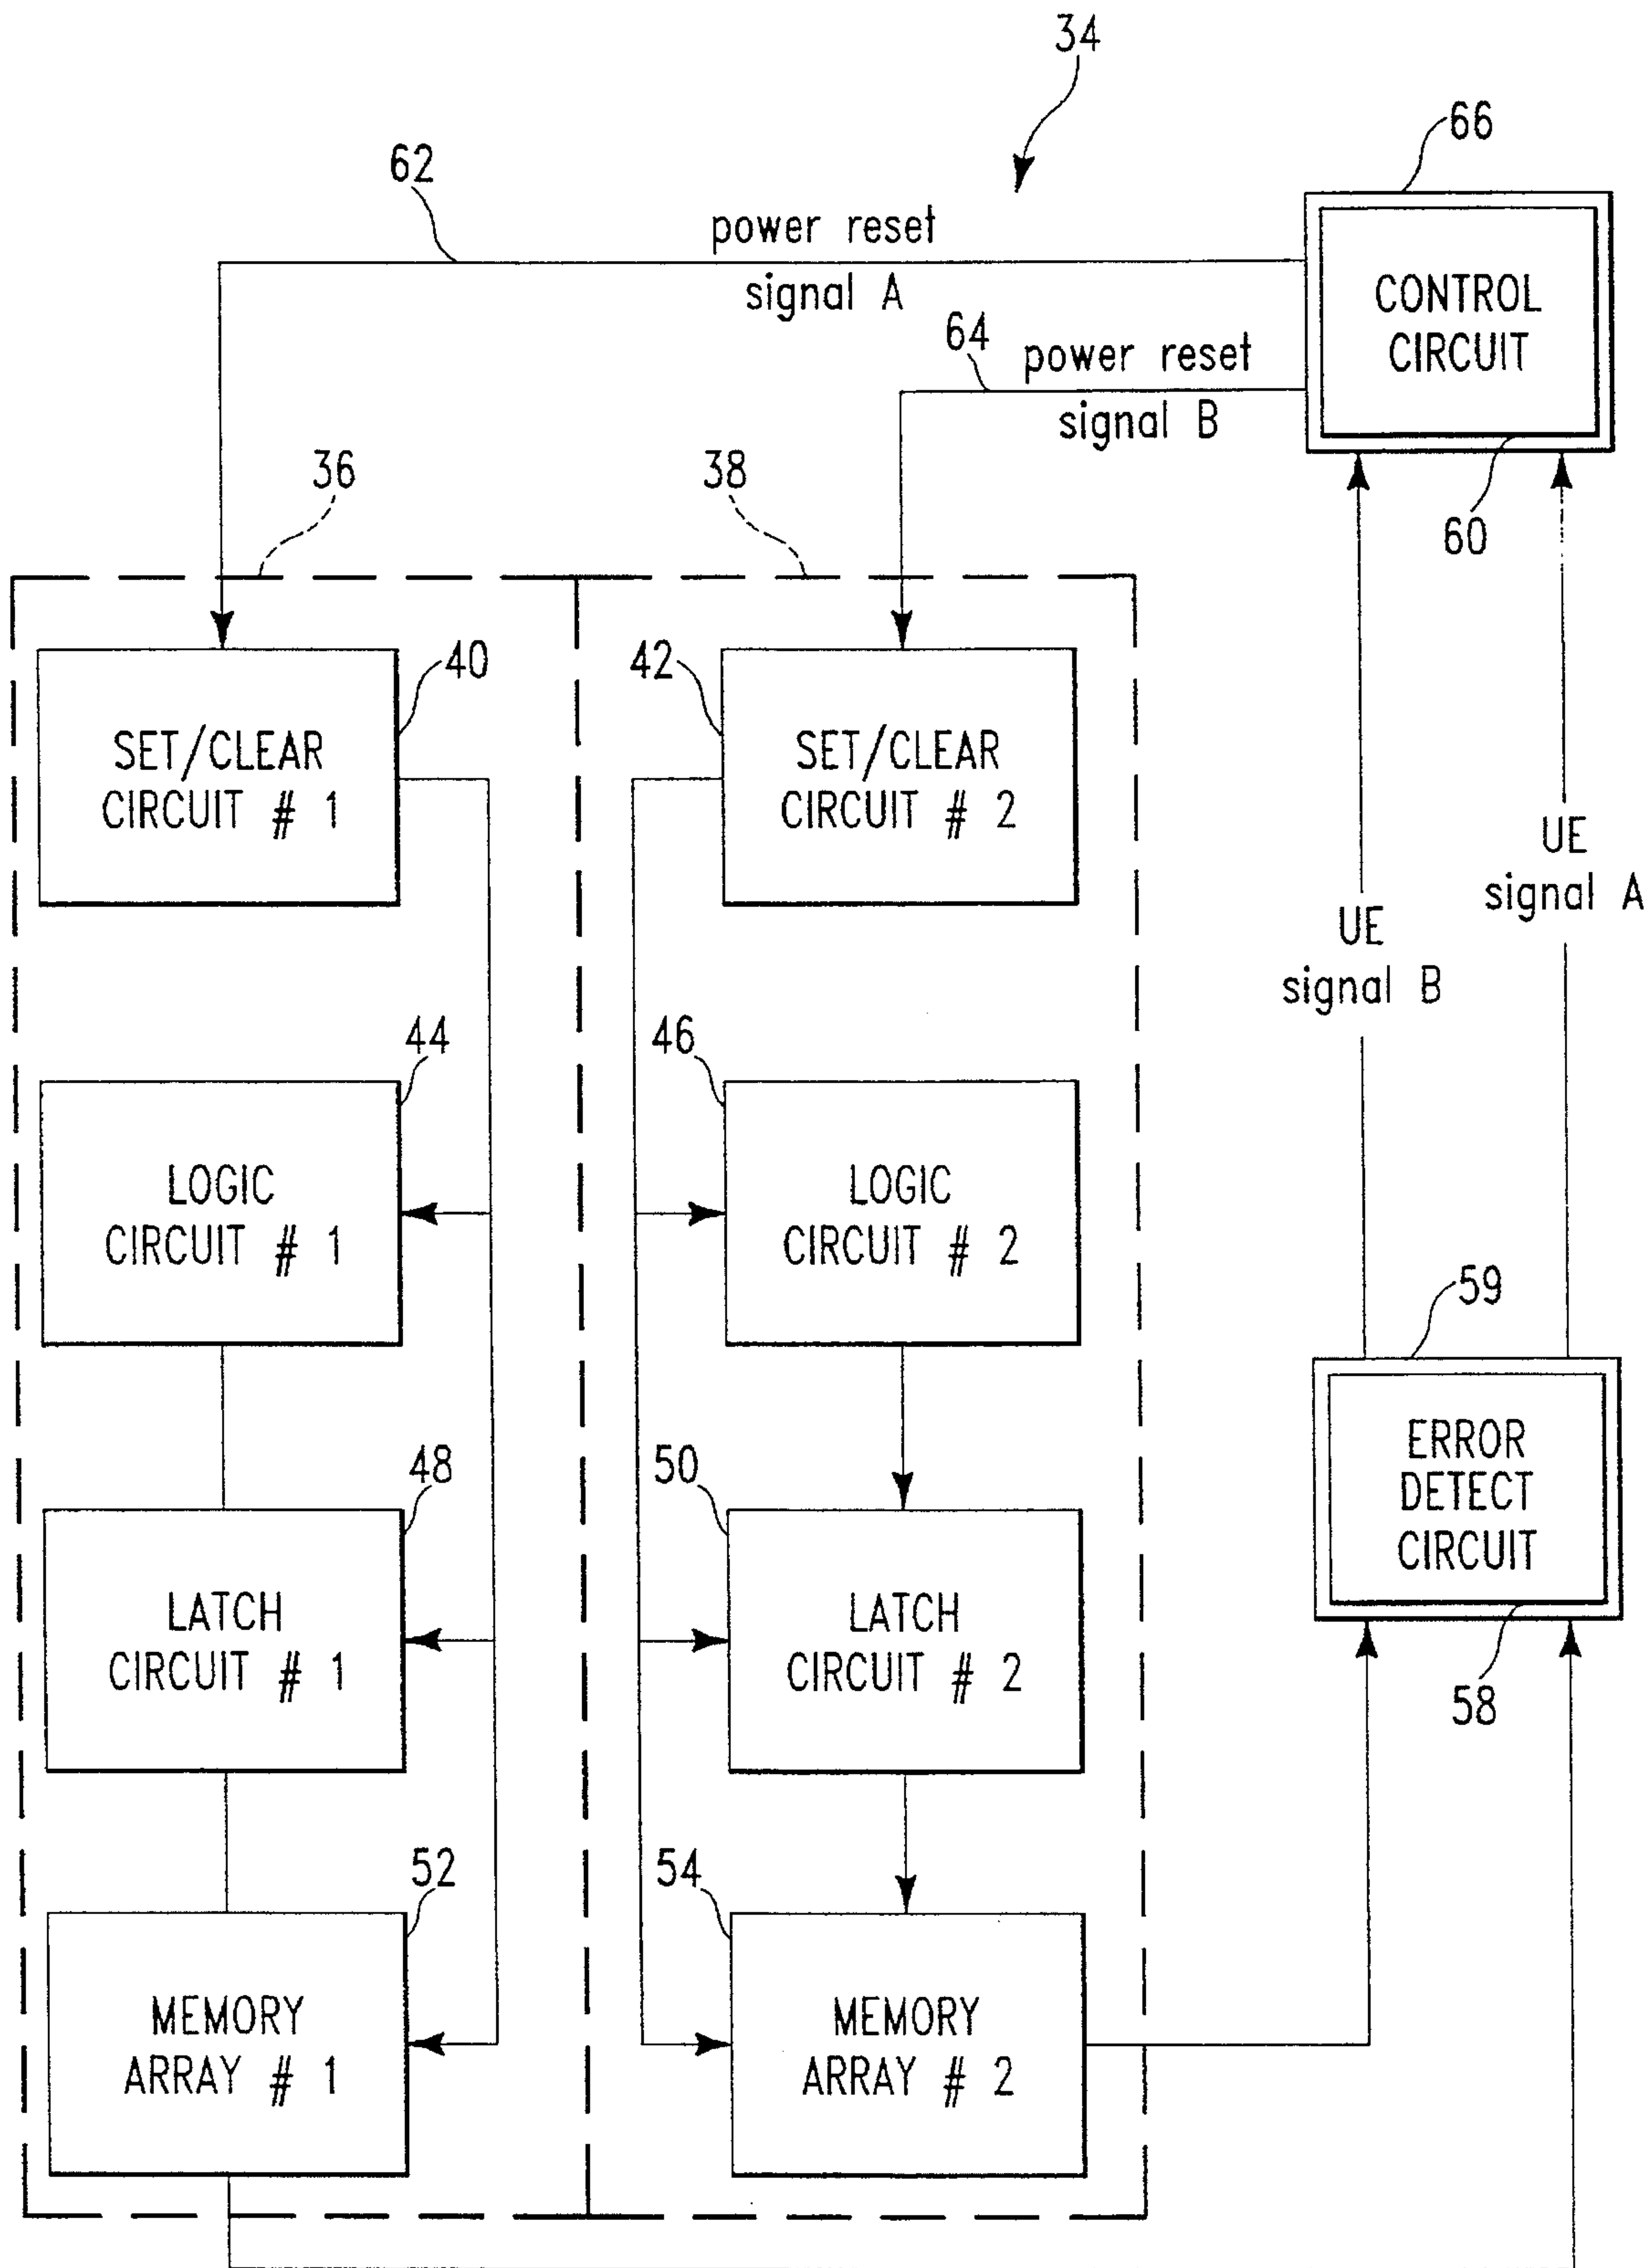 34
66
62
power reset
signal A
CONTROL
CIRCUIT
64
power reset
signal B
60
36
38
40
42
SET/CLEAR
CIRCUIT # 1
SET/CLEAR
CIRCUIT # 2
UE
signal A
UE
signal B
44
46
LOGIC
CIRCUIT # 1
LOGIC
CIRCUIT # 2
59
ERROR
DETECT
CIRCUIT
58
48
50
LATCH
CIRCUIT # 1
LATCH
CIRCUIT # 2
52
54
MEMORY
ARRAY # 1
MEMORY
ARRAY # 2